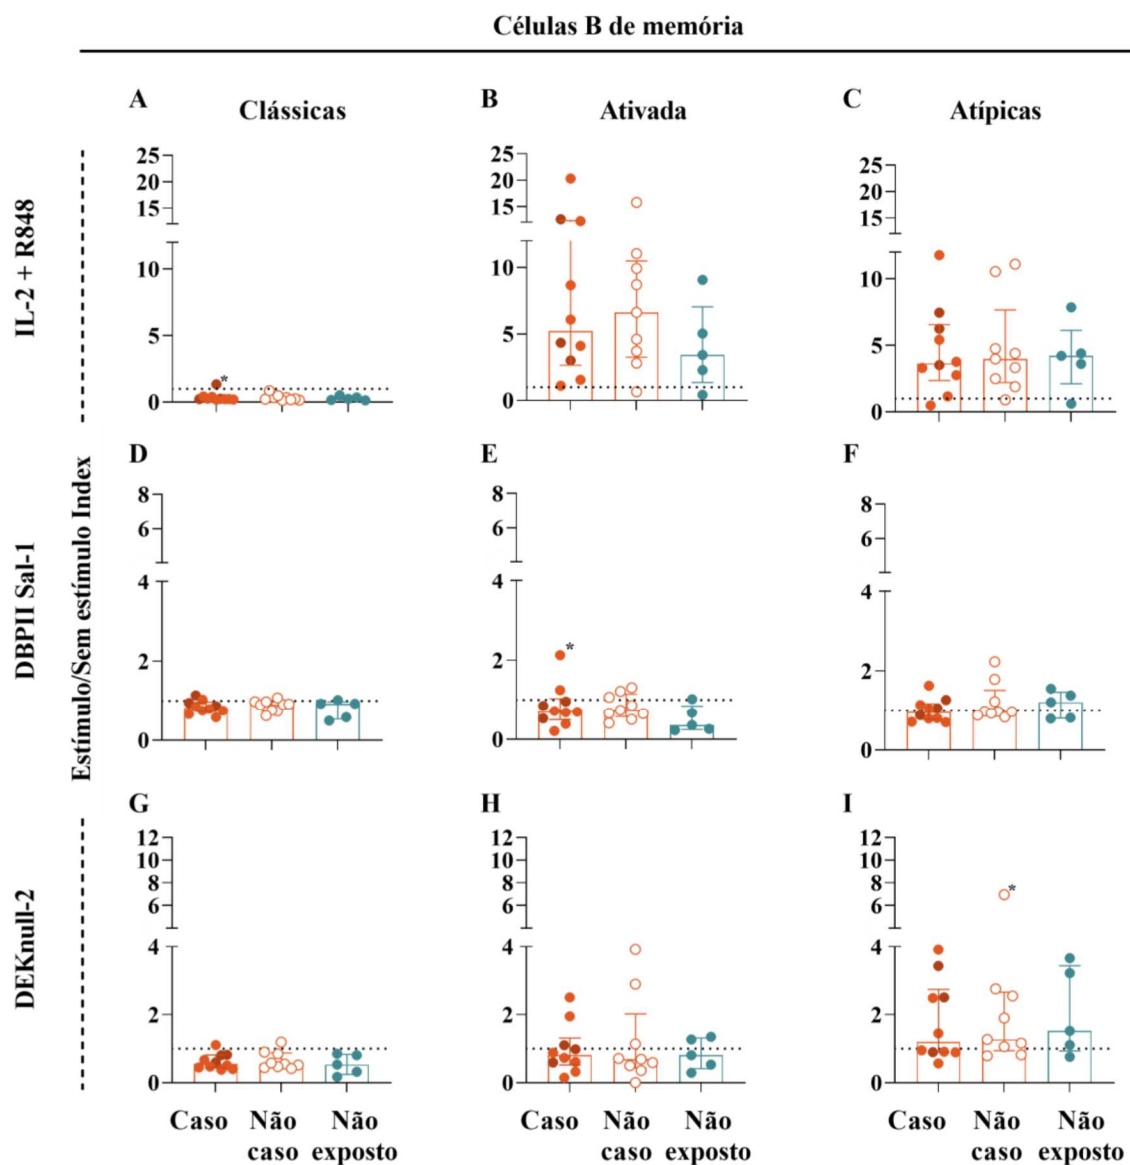 Células B de memória
A
Clássicas
B
Ativada
C
Atípicas
IL-2 + R848
25
20
15
10
5
0
*
25
20
15
10
5
0
25
20
15
10
5
0
Estímulo/Sem estímulo Index
DBPII Sal-1
D
8
6
4
2
0
E
8
6
4
2
0
*
F
8
6
4
2
0
DEKnull-2
G
12
10
8
6
4
2
0
H
12
10
8
6
4
2
0
I
12
10
8
6
4
2
0
*
Caso
Não
caso
Não
exposto
Caso
Não
caso
Não
exposto
Caso
Não
caso
Não
exposto